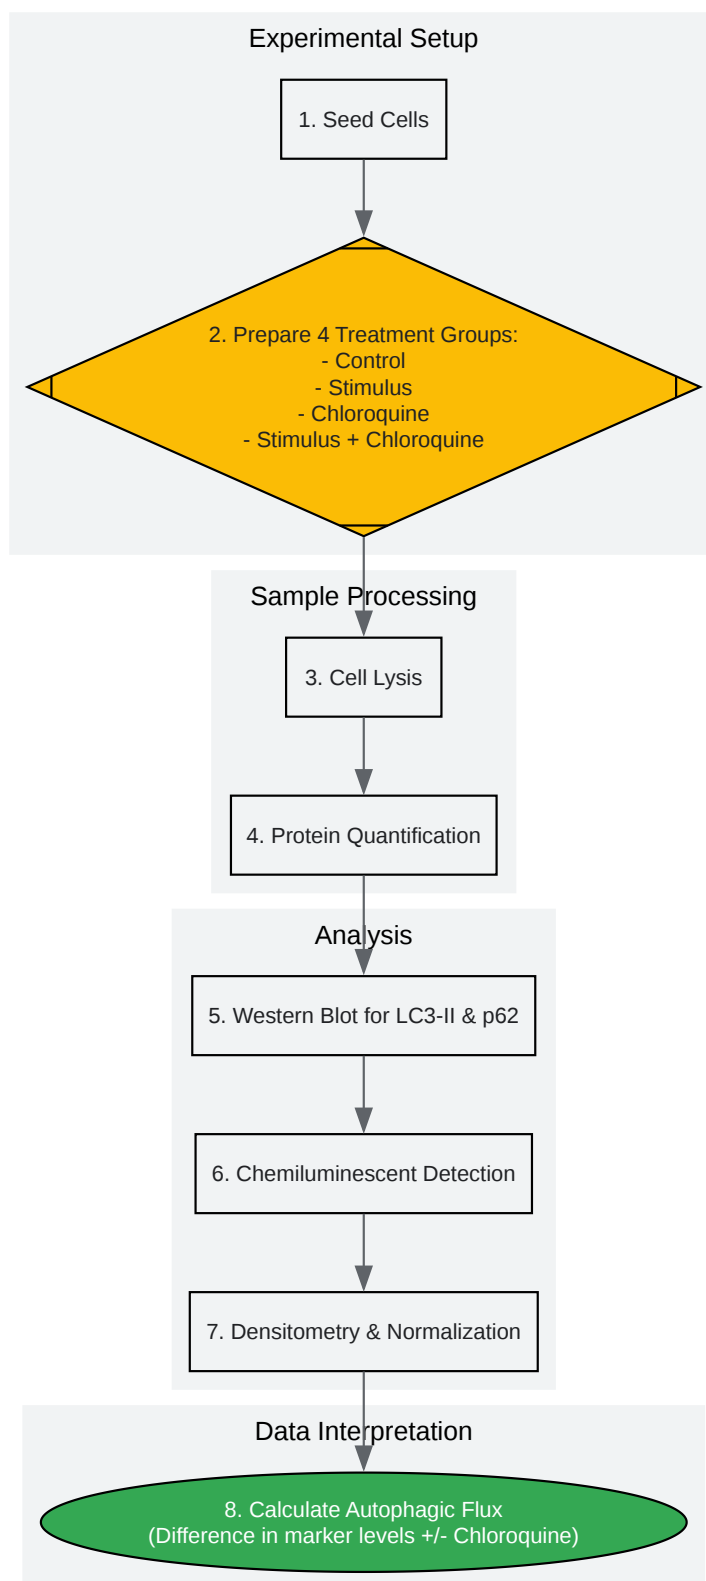 Experimental Setup
1. Seed Cells
2. Prepare 4 Treatment Groups:
- Control
- Stimulus
- Chloroquine
- Stimulus + Chloroquine
Sample Processing
3. Cell Lysis
4. Protein Quantification
Analysis
5. Western Blot for LC3-II & p62
6. Chemiluminescent Detection
7. Densitometry & Normalization
Data Interpretation
8. Calculate Autophagic Flux
(Difference in marker levels +/- Chloroquine)